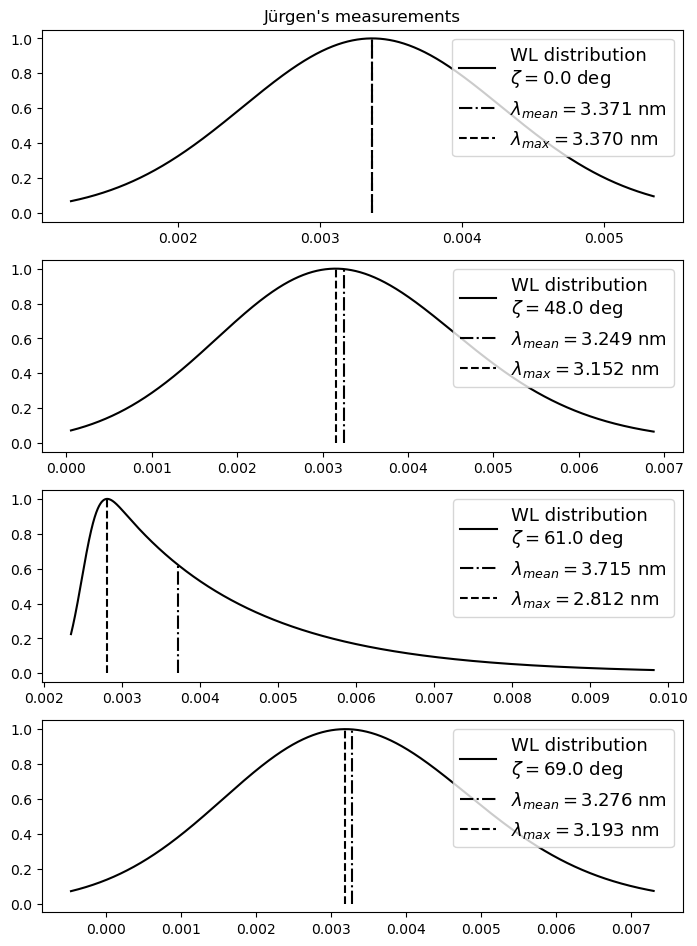 Jürgen's measurements
1.0
0.8
0.6
0.4
0.2
0.0
WL distribution
ζ = 0.0 deg
λ_mean = 3.371 nm
λ_max = 3.370 nm
0.002 0.003 0.004 0.005
1.0
0.8
0.6
0.4
0.2
0.0
WL distribution
ζ = 48.0 deg
λ_mean = 3.249 nm
λ_max = 3.152 nm
0.000 0.001 0.002 0.003 0.004 0.005 0.006 0.007
1.0
0.8
0.6
0.4
0.2
0.0
WL distribution
ζ = 61.0 deg
λ_mean = 3.715 nm
λ_max = 2.812 nm
0.002 0.003 0.004 0.005 0.006 0.007 0.008 0.009 0.010
1.0
0.8
0.6
0.4
0.2
0.0
WL distribution
ζ = 69.0 deg
λ_mean = 3.276 nm
λ_max = 3.193 nm
0.000 0.001 0.002 0.003 0.004 0.005 0.006 0.007